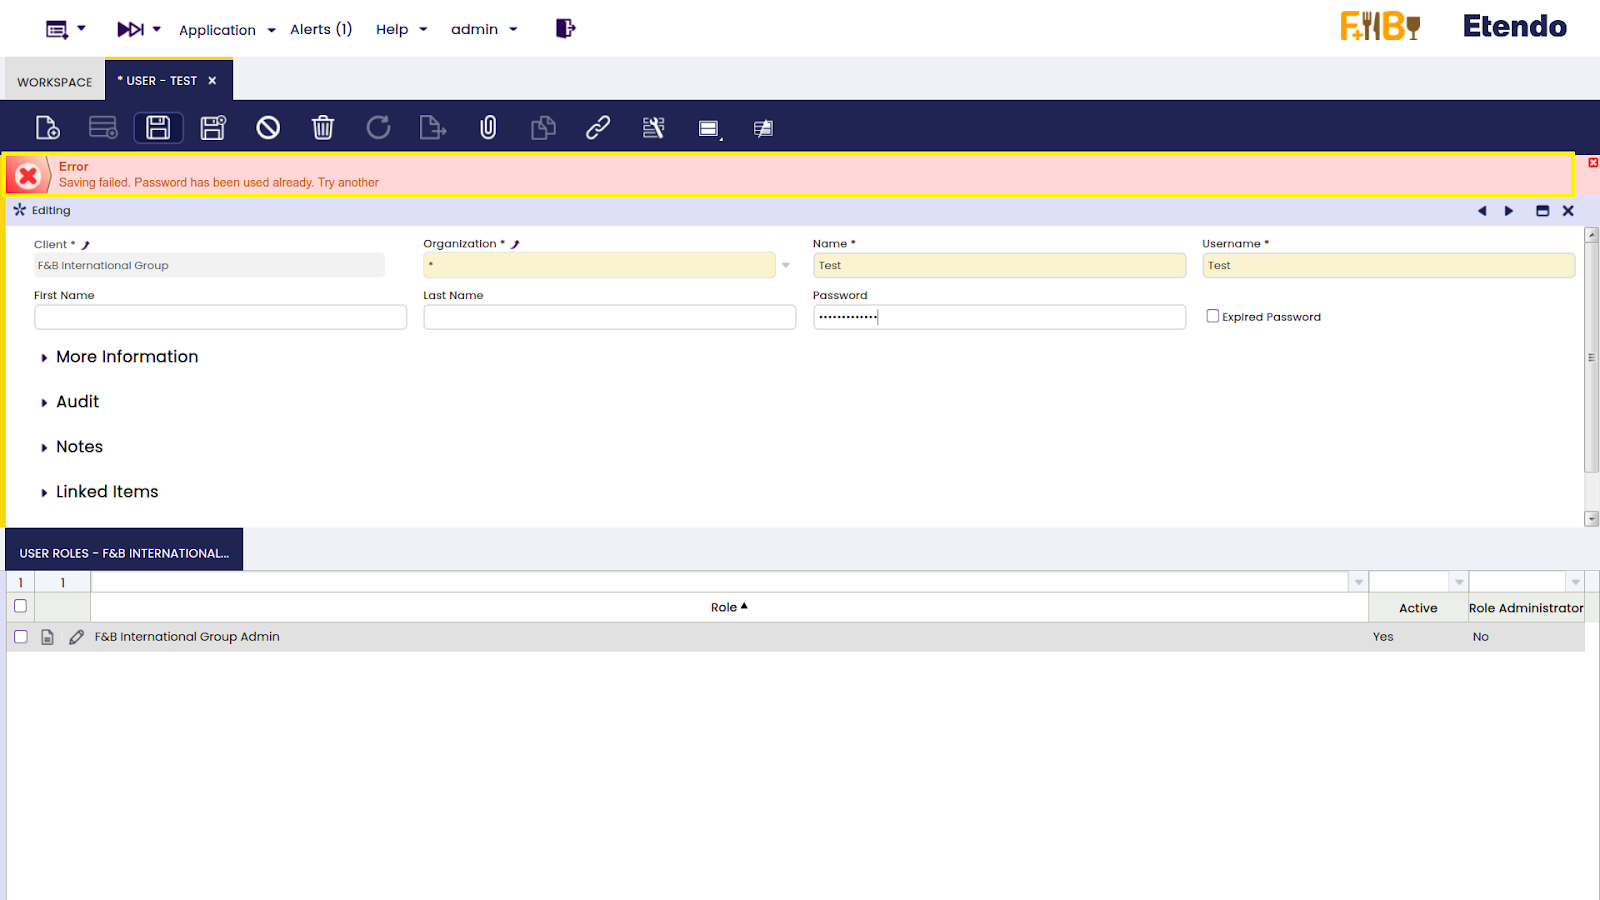 Application Alerts (1) Help admin
F&B Etendo
WORKSPACE * USER - TEST
Error
Saving failed. Password has been used already. Try another
Editing
Client * Organization * Name * Username *
F&B International Group * Test Test
First Name Last Name Password
Expired Password
More Information
Audit
Notes
Linked Items
USER ROLES - F&B INTERNATIONAL...
1 1
Role Active Role Administrator
F&B International Group Admin Yes No